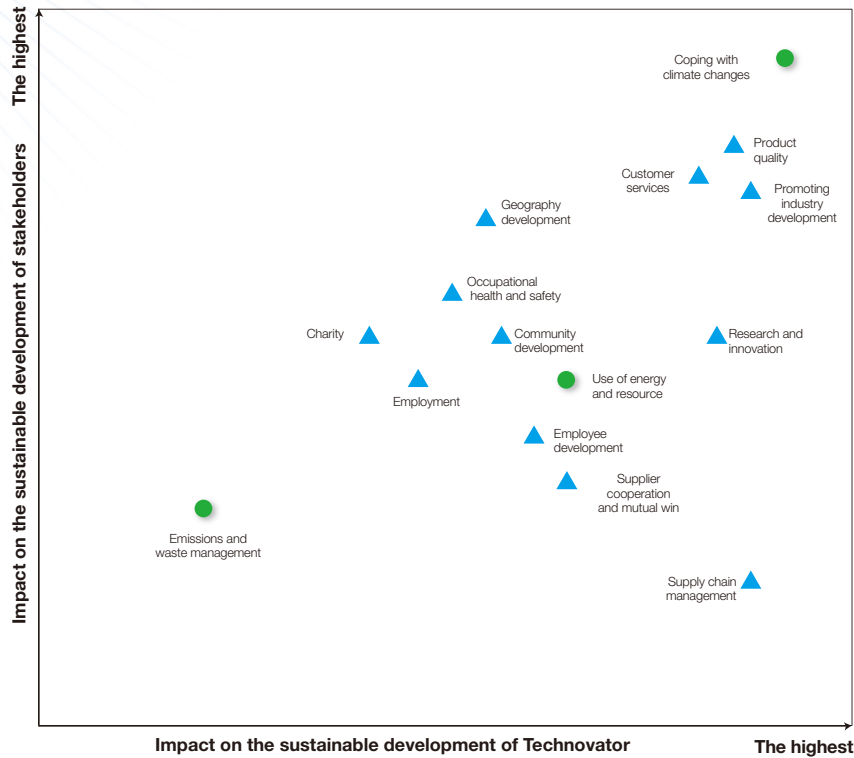 The highest
Impact on the sustainable development of stakeholders
Coping with
climate changes
Product
quality
Customer
services
Promoting
industry
development
Geography
development
Occupational
health and safety
Charity
Community
development
Research and
innovation
Employment
Use of energy
and resource
Employee
development
Supplier
cooperation
and mutual win
Emissions and
waste management
Supply chain
management
Impact on the sustainable development of Technovator
The highest